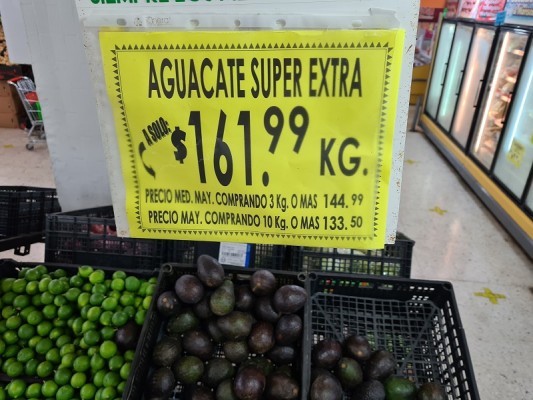 AGUACATE SUPER EXTRA
A SOLO:
$161.99 KG.
PRECIO MED. MAY. COMPRANDO 3 Kg. O MAS 144.99
PRECIO MAY. COMPRANDO 10 Kg. O MAS 133.50